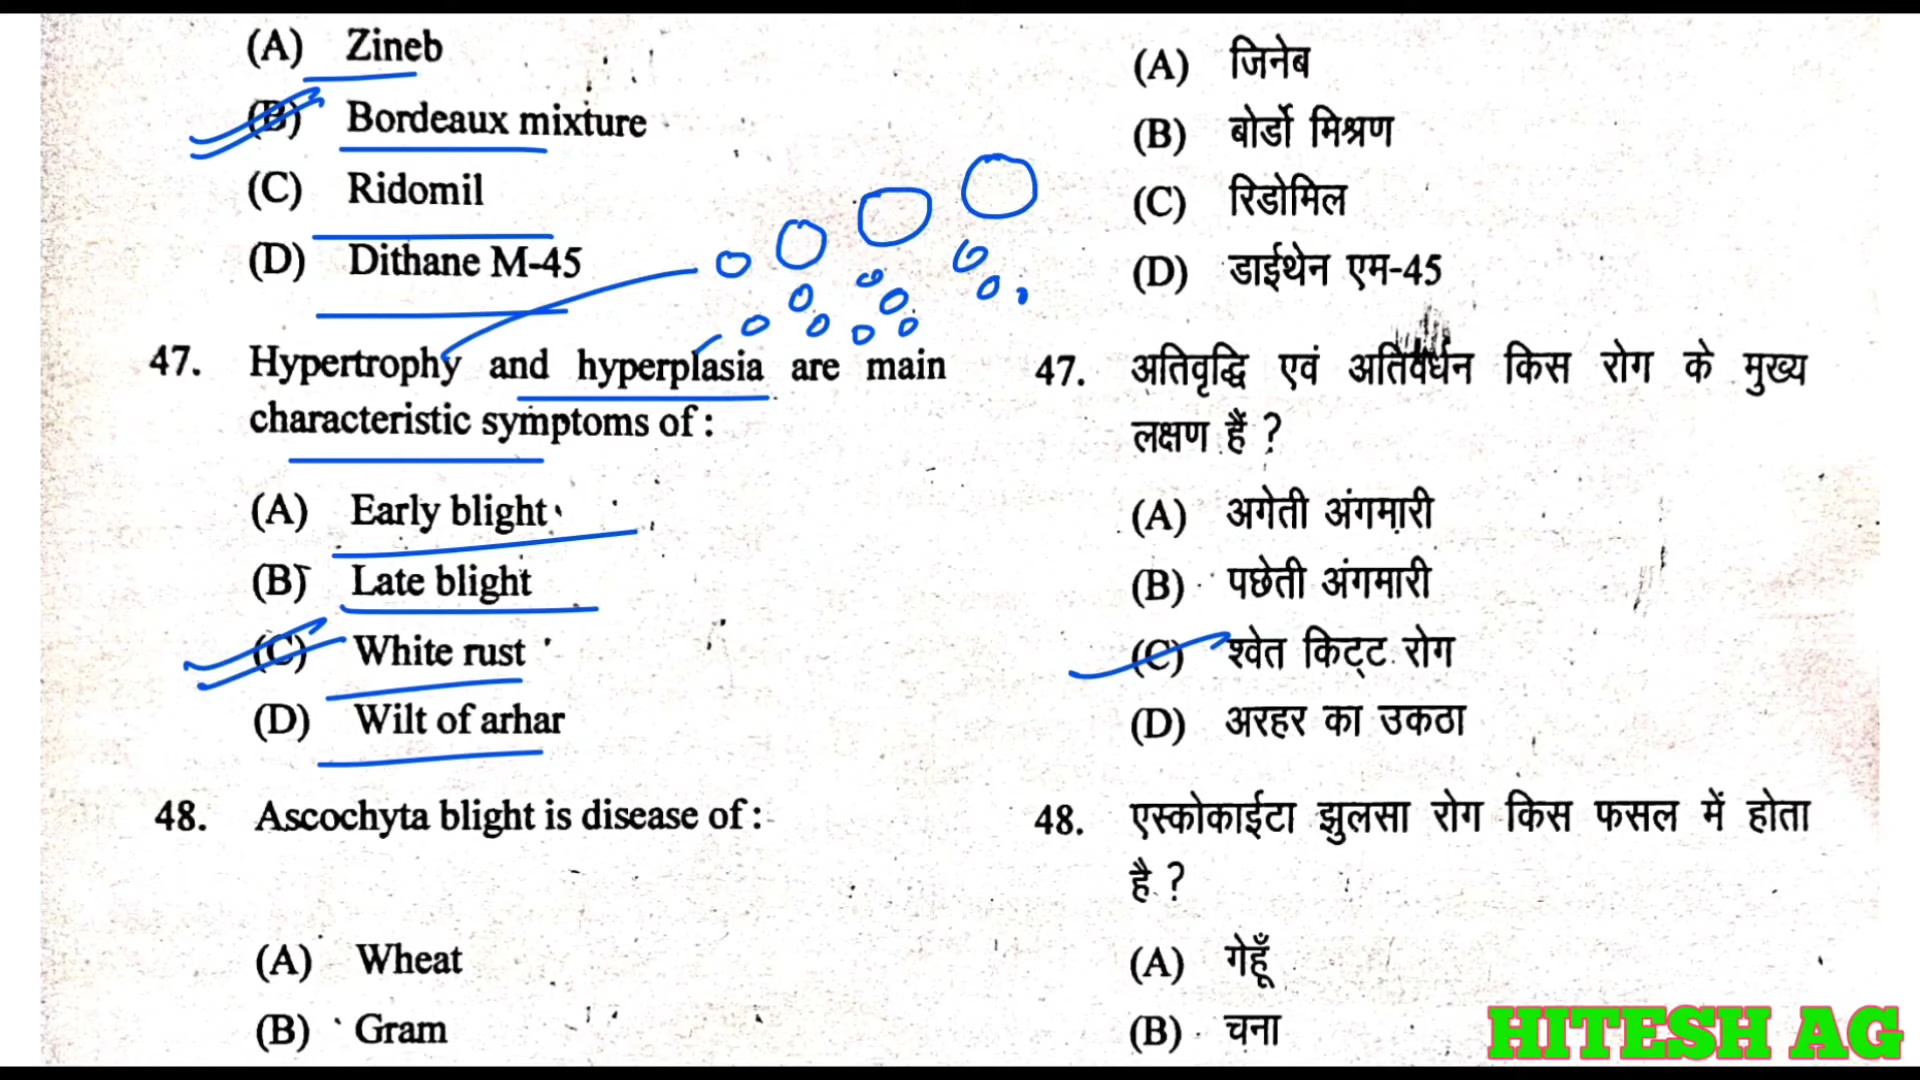 (A) Zineb
(B) Bordeaux mixture
(C) Ridomil
(D) Dithane M-45
47. Hypertrophy and hyperplasia are main
characteristic symptoms of :
(A) Early blight
(B) Late blight
(C) White rust
(D) Wilt of arhar
48. Ascochyta blight is disease of :
(A) Wheat
(B) Gram
(A) जिनेब
(B) बोर्डो मिश्रण
(C) रिडोमिल
(D) डाईथेन एम-45
47. अतिवृद्धि एवं अतिवर्धन किस रोग के मुख्य
लक्षण हैं ?
(A) अगेती अंगमारी
(B) पछेती अंगमारी
(C) श्वेत किट्ट रोग
(D) अरहर का उकठा
48. एस्कोकाईटा झुलसा रोग किस फसल में होता
है ?
(A) गेहूँ
(B) चना
HITESH AG